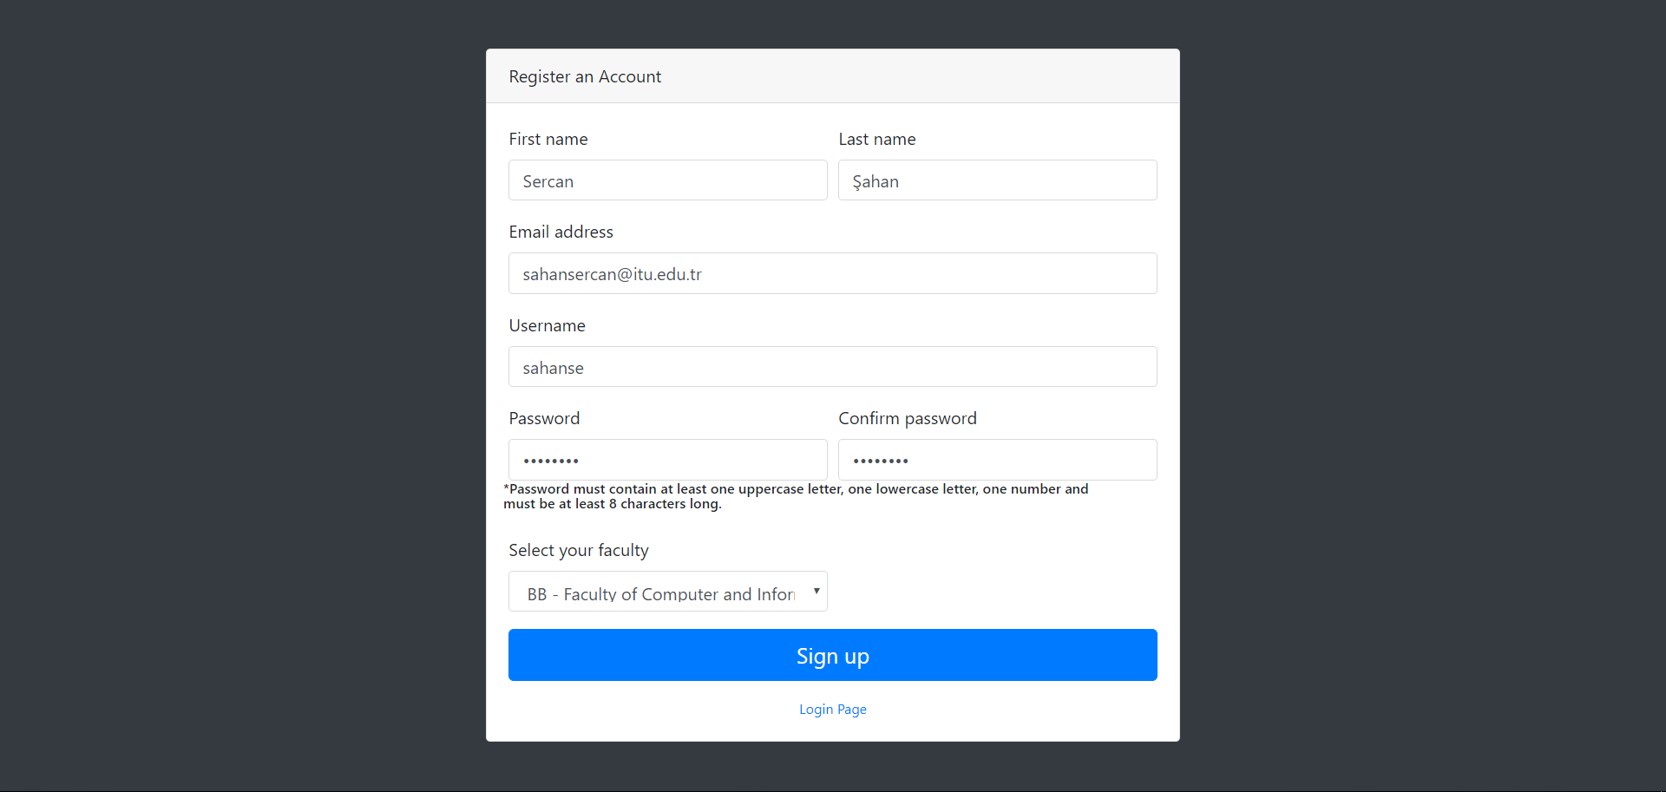 Register an Account
First name
Last name
Sercan
Şahan
Email address
sahansercan@itu.edu.tr
Username
sahanse
Password
Confirm password
••••••••
••••••••
*Password must contain at least one uppercase letter, one lowercase letter, one number and
must be at least 8 characters long.
Select your faculty
BB - Faculty of Computer and Infor
Sign up
Login Page